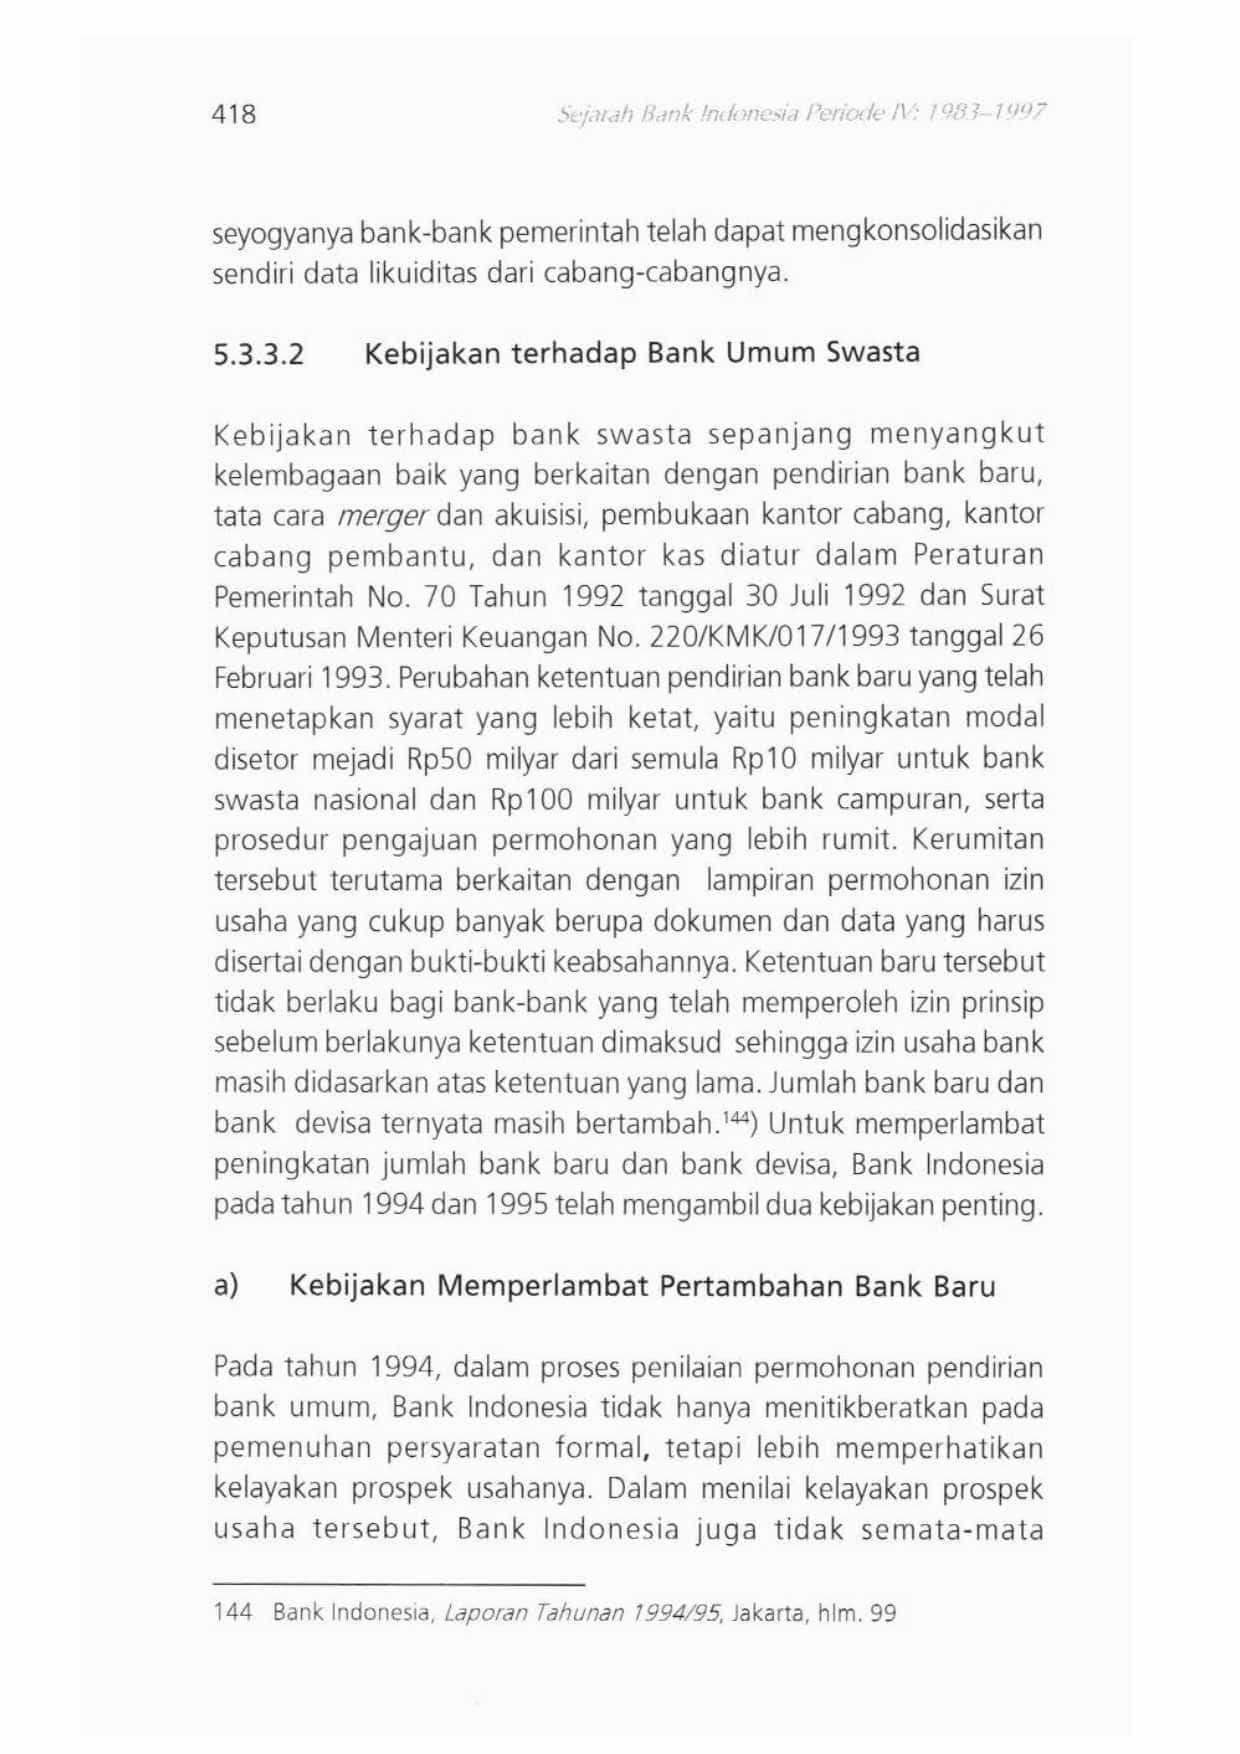 418
Sejarah Bank Indonesia Periode IV: 1983–1997
seyogyanya bank-bank pemerintah telah dapat mengkonsolidasikan
sendiri data likuiditas dari cabang-cabangnya.
5.3.3.2 Kebijakan terhadap Bank Umum Swasta
Kebijakan terhadap bank swasta sepanjang menyangkut
kelembagaan baik yang berkaitan dengan pendirian bank baru,
tata cara merger dan akuisisi, pembukaan kantor cabang, kantor
cabang pembantu, dan kantor kas diatur dalam Peraturan
Pemerintah No. 70 Tahun 1992 tanggal 30 Juli 1992 dan Surat
Keputusan Menteri Keuangan No. 220/KMK/017/1993 tanggal 26
Februari 1993. Perubahan ketentuan pendirian bank baru yang telah
menetapkan syarat yang lebih ketat, yaitu peningkatan modal
disetor mejadi Rp50 milyar dari semula Rp10 milyar untuk bank
swasta nasional dan Rp100 milyar untuk bank campuran, serta
prosedur pengajuan permohonan yang lebih rumit. Kerumitan
tersebut terutama berkaitan dengan lampiran permohonan izin
usaha yang cukup banyak berupa dokumen dan data yang harus
disertai dengan bukti-bukti keabsahannya. Ketentuan baru tersebut
tidak berlaku bagi bank-bank yang telah memperoleh izin prinsip
sebelum berlakunya ketentuan dimaksud sehingga izin usaha bank
masih didasarkan atas ketentuan yang lama. Jumlah bank baru dan
bank devisa ternyata masih bertambah.¹⁴⁴) Untuk memperlambat
peningkatan jumlah bank baru dan bank devisa, Bank Indonesia
pada tahun 1994 dan 1995 telah mengambil dua kebijakan penting.
a) Kebijakan Memperlambat Pertambahan Bank Baru
Pada tahun 1994, dalam proses penilaian permohonan pendirian
bank umum, Bank Indonesia tidak hanya menitikberatkan pada
pemenuhan persyaratan formal, tetapi lebih memperhatikan
kelayakan prospek usahanya. Dalam menilai kelayakan prospek
usaha tersebut, Bank Indonesia juga tidak semata-mata
144 Bank Indonesia, Laporan Tahunan 1994/95, Jakarta, hlm. 99